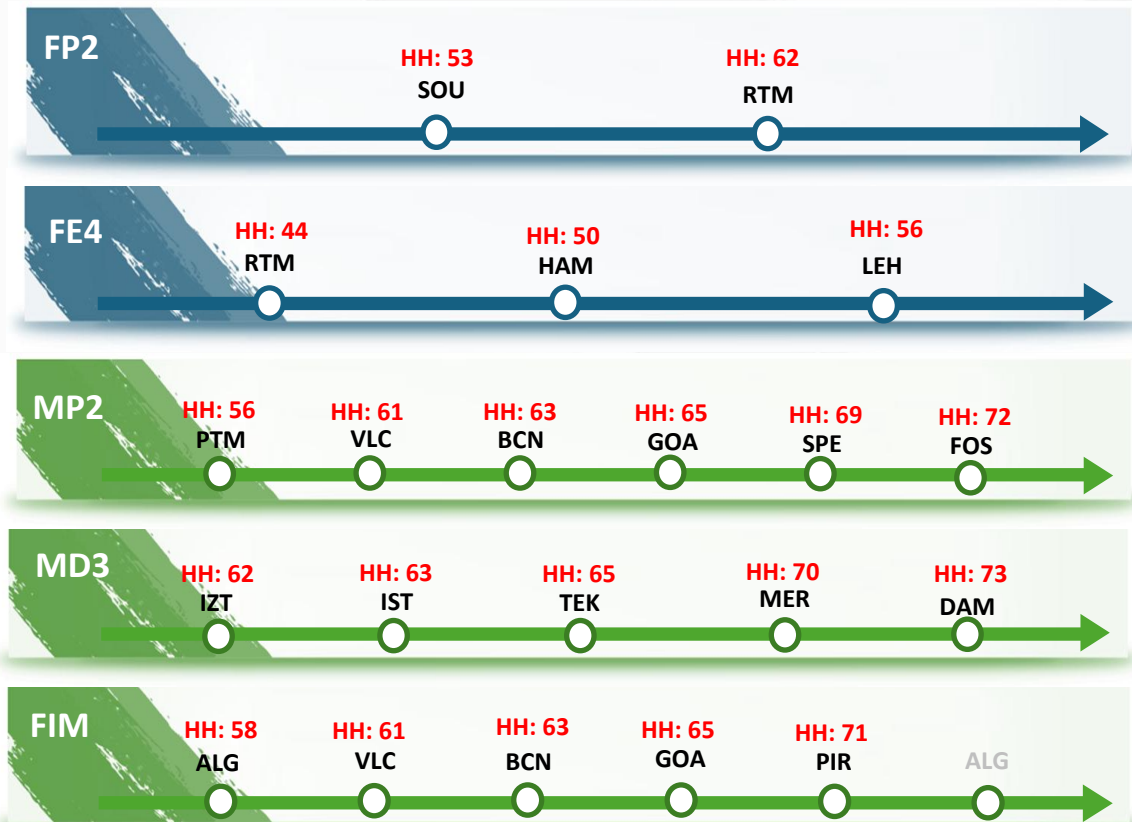 FP2
HH: 53 HH: 62
SOU RTM
FE4
HH: 44 HH: 50 HH: 56
RTM HAM LEH
MP2
HH: 56 HH: 61 HH: 63 HH: 65 HH: 69 HH: 72
PTM VLC BCN GOA SPE FOS
MD3
HH: 62 HH: 63 HH: 65 HH: 70 HH: 73
IZT IST TEK MER DAM
FIM
HH: 58 HH: 61 HH: 63 HH: 65 HH: 71
ALG VLC BCN GOA PIR ALG